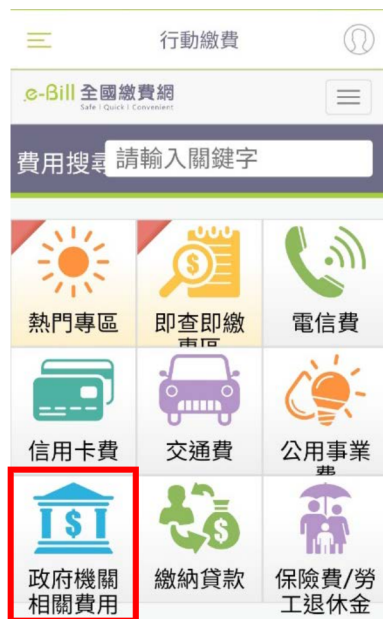 行動繳費
e-Bill 全國繳費網
Safe | Quick | Convenient
費用搜尋 請輸入關鍵字
熱門專區
即查即繳
專區
電信費
信用卡費
交通費
公用事業
費
政府機關
相關費用
繳納貸款
保險費/勞
工退休金